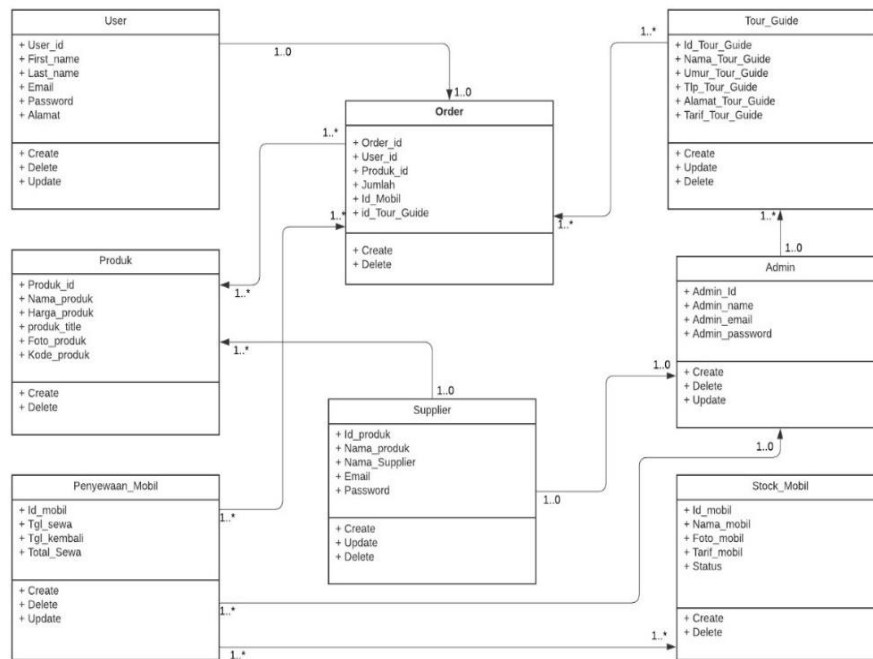 User
+ User_id
+ First_name
+ Last_name
+ Email
+ Password
+ Alamat
+ Create
+ Delete
+ Update
1..0
1..0
Order
+ Order_id
+ User_id
+ Produk_id
+ Jumlah
+ Id_Mobil
+ id_Tour_Guide
+ Create
+ Delete
1..*
1..*
1..*
1..*
Tour_Guide
+ Id_Tour_Guide
+ Nama_Tour_Guide
+ Umur_Tour_Guide
+ Tlp_Tour_Guide
+ Alamat_Tour_Guide
+ Tarif_Tour_Guide
+ Create
+ Update
+ Delete
1..*
1..*
1..0
Produk
+ Produk_id
+ Nama_produk
+ Harga_produk
+ produk_title
+ Foto_produk
+ Kode_produk
+ Create
+ Delete
1..*
1..0
Admin
+ Admin_Id
+ Admin_name
+ Admin_email
+ Admin_password
+ Create
+ Delete
+ Update
1..0
1..0
Supplier
+ Id_produk
+ Nama_produk
+ Nama_Supplier
+ Email
+ Password
+ Create
+ Update
+ Delete
1..0
Penyewaan_Mobil
+ Id_mobil
+ Tgl_sewa
+ Tgl_kembali
+ Total_Sewa
+ Create
+ Delete
+ Update
1..*
1..*
1..*
1..*
Stock_Mobil
+ Id_mobil
+ Nama_mobil
+ Foto_mobil
+ Tarif_mobil
+ Status
+ Create
+ Delete